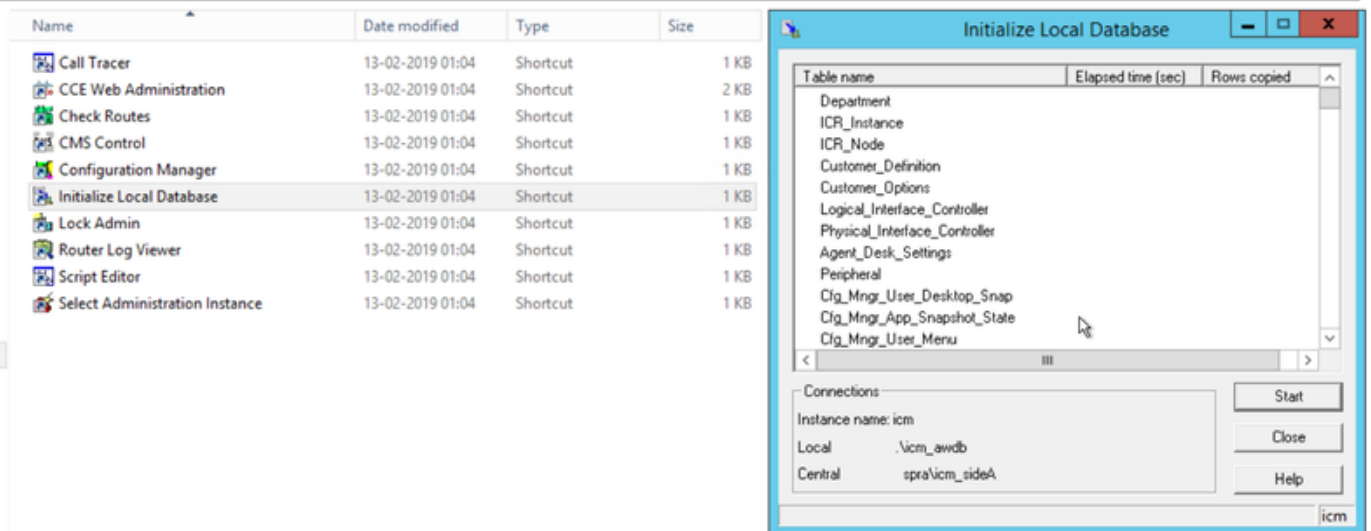 Name Date modified Type Size
Call Tracer 13-02-2019 01:04 Shortcut 1 KB
CCE Web Administration 13-02-2019 01:04 Shortcut 2 KB
Check Routes 13-02-2019 01:04 Shortcut 1 KB
CMS Control 13-02-2019 01:04 Shortcut 1 KB
Configuration Manager 13-02-2019 01:04 Shortcut 1 KB
Initialize Local Database 13-02-2019 01:04 Shortcut 1 KB
Lock Admin 13-02-2019 01:04 Shortcut 1 KB
Router Log Viewer 13-02-2019 01:04 Shortcut 1 KB
Script Editor 13-02-2019 01:04 Shortcut 1 KB
Select Administration Instance 13-02-2019 01:04 Shortcut 1 KB
Initialize Local Database
Table name Elapsed time (sec) Rows copied
Department
ICR_Instance
ICR_Node
Customer_Definition
Customer_Options
Logical_Interface_Controller
Physical_Interface_Controller
Agent_Desk_Settings
Peripheral
Cfg_Mngr_User_Desktop_Snap
Cfg_Mngr_App_Snapshot_State
Cfg_Mngr_User_Menu
Connections
Instance name: icm
Local .\icm_awdb
Central spra\icm_sideA
Start
Close
Help
icm